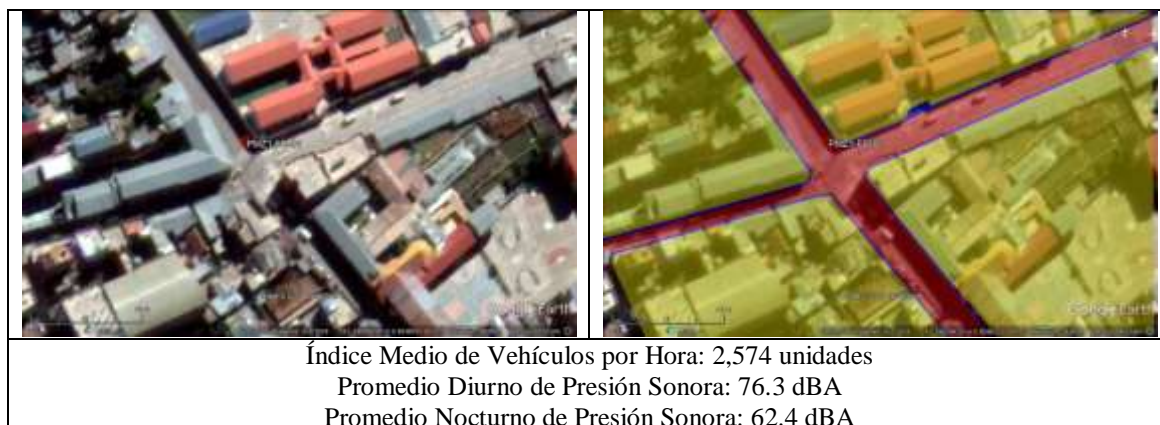 Índice Medio de Vehículos por Hora: 2,574 unidades
Promedio Diurno de Presión Sonora: 76.3 dBA
Promedio Nocturno de Presión Sonora: 62.4 dBA